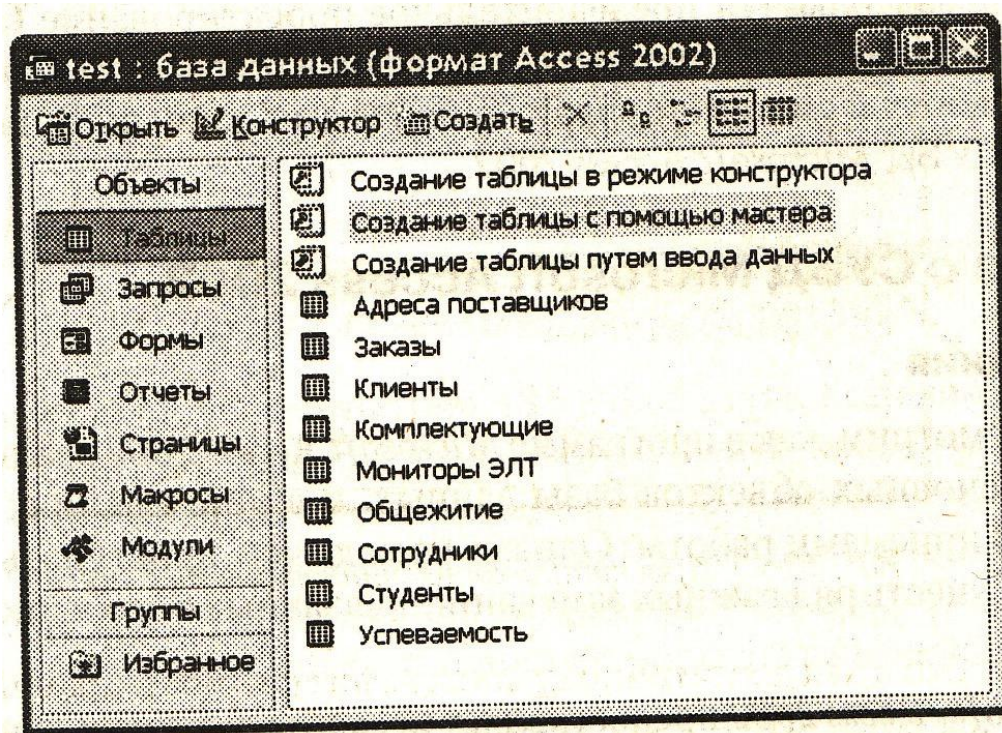 test : база данных (формат Access 2002)
Открыть Конструктор Создать
Объекты
Таблицы
Запросы
Формы
Отчеты
Страницы
Макросы
Модули
Группы
Избранное
Создание таблицы в режиме конструктора
Создание таблицы с помощью мастера
Создание таблицы путем ввода данных
Адреса поставщиков
Заказы
Клиенты
Комплектующие
Мониторы ЭЛТ
Общежитие
Сотрудники
Студенты
Успеваемость